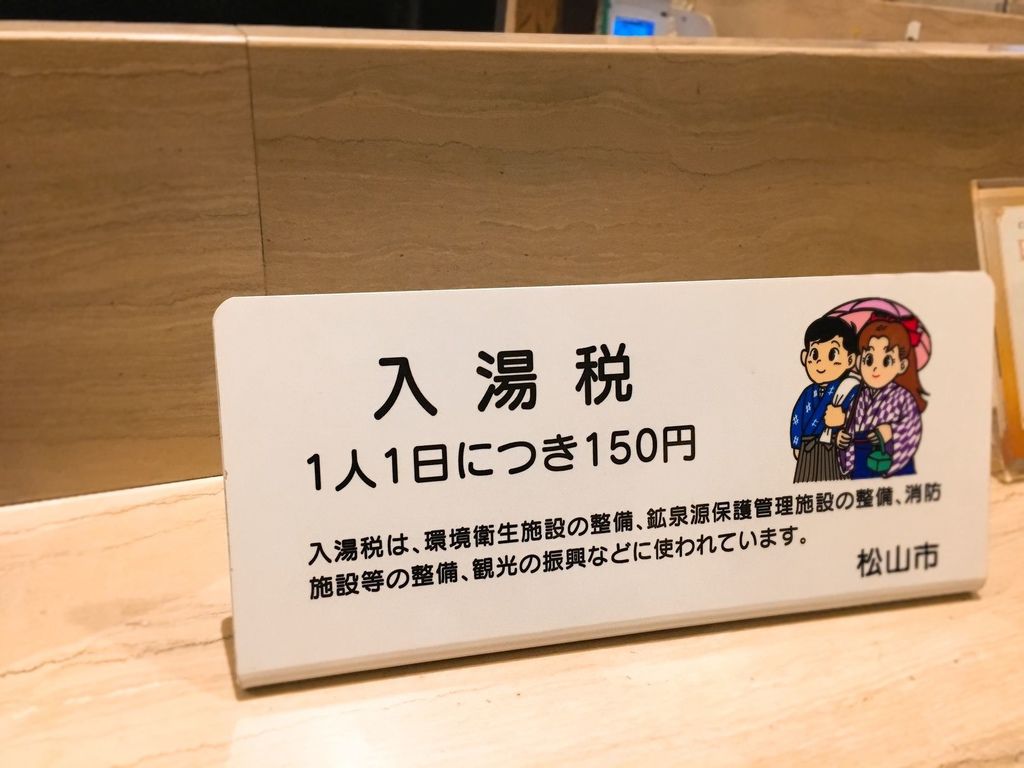 入湯税
1人1日につき150円
入湯税は、環境衛生施設の整備、鉱泉源保護管理施設の整備、消防
施設等の整備、観光の振興などに使われています。
松山市